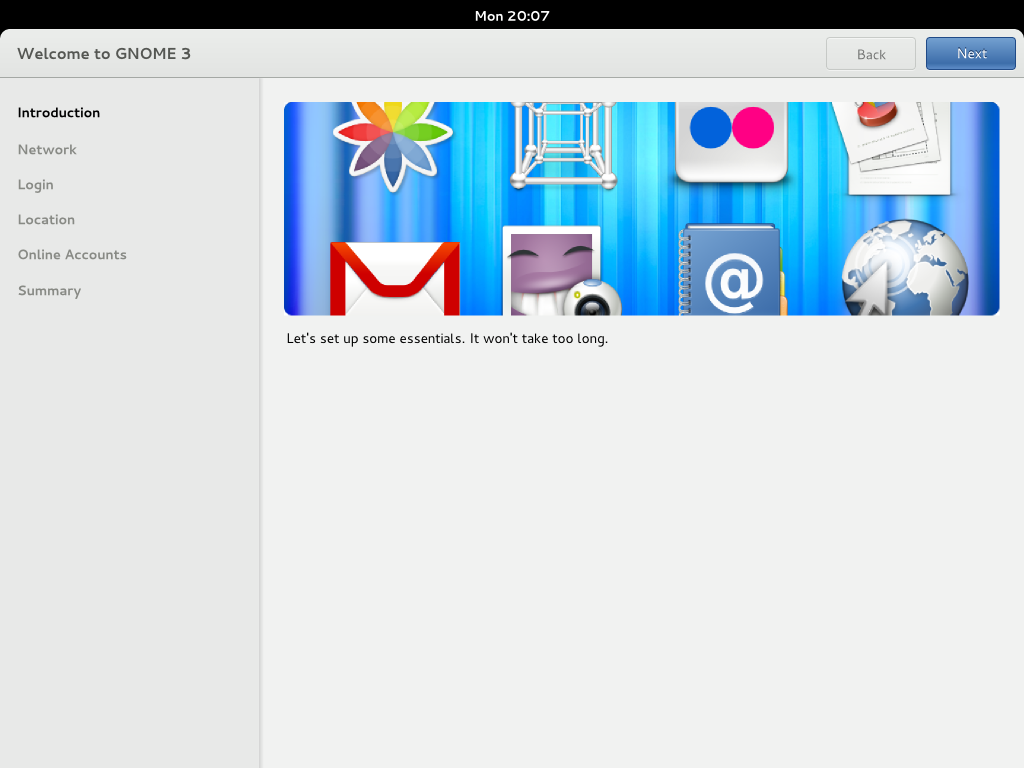 Mon 20:07
Welcome to GNOME 3
Back
Next
Introduction
Network
Login
Location
Online Accounts
Summary
@
Let's set up some essentials. It won't take too long.